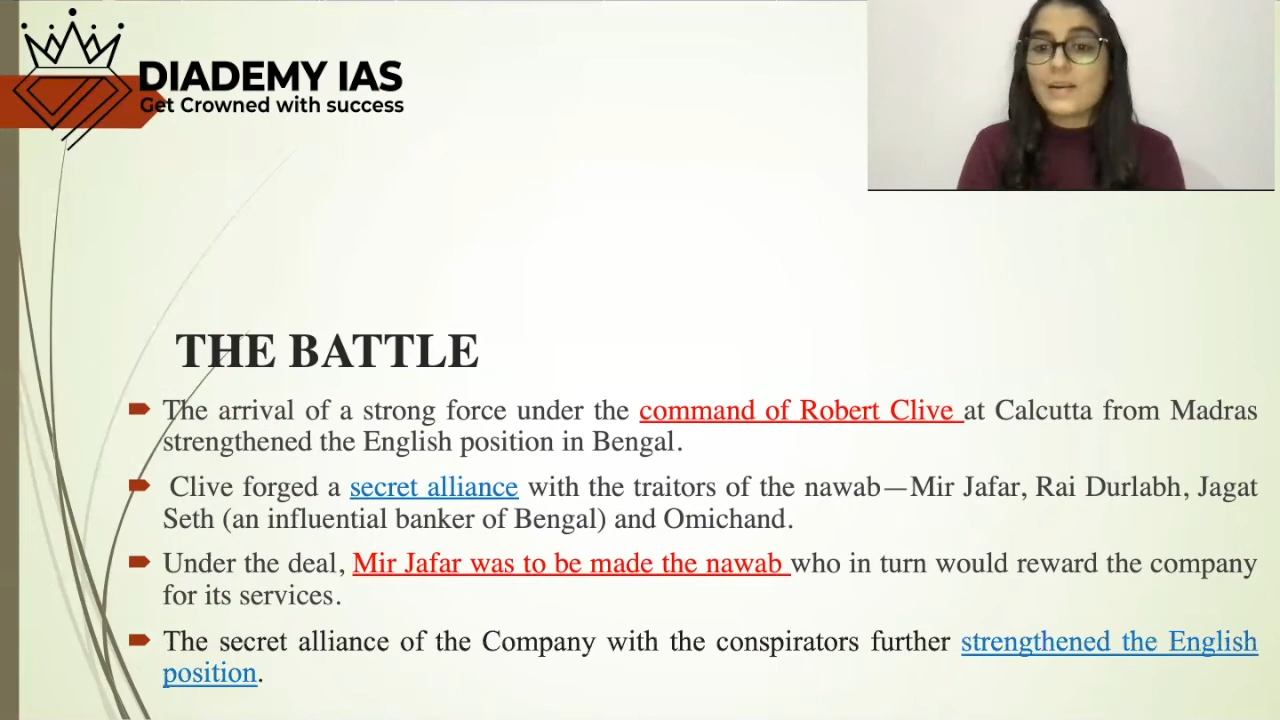 DIADEMY IAS
Get Crowned with success
THE BATTLE
The arrival of a strong force under the command of Robert Clive at Calcutta from Madras
strengthened the English position in Bengal.
Clive forged a secret alliance with the traitors of the nawab—Mir Jafar, Rai Durlabh, Jagat
Seth (an influential banker of Bengal) and Omichand.
Under the deal, Mir Jafar was to be made the nawab who in turn would reward the company
for its services.
The secret alliance of the Company with the conspirators further strengthened the English
position.